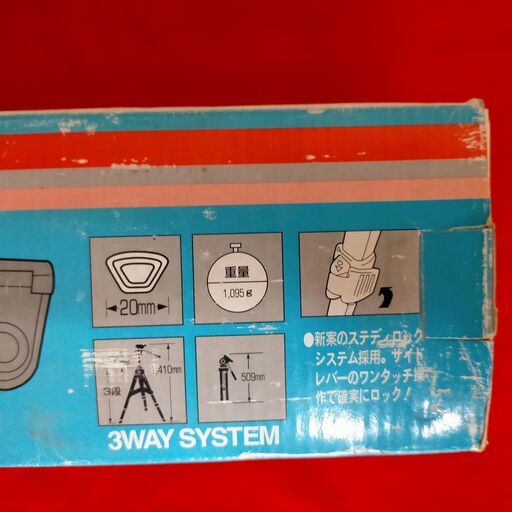 20mm
重量
1,095g
3段
1,410mm
509mm
3WAY SYSTEM
●新案のステディロック
システム採用。サイド
レバーのワンタッチ操
作で確実にロック!